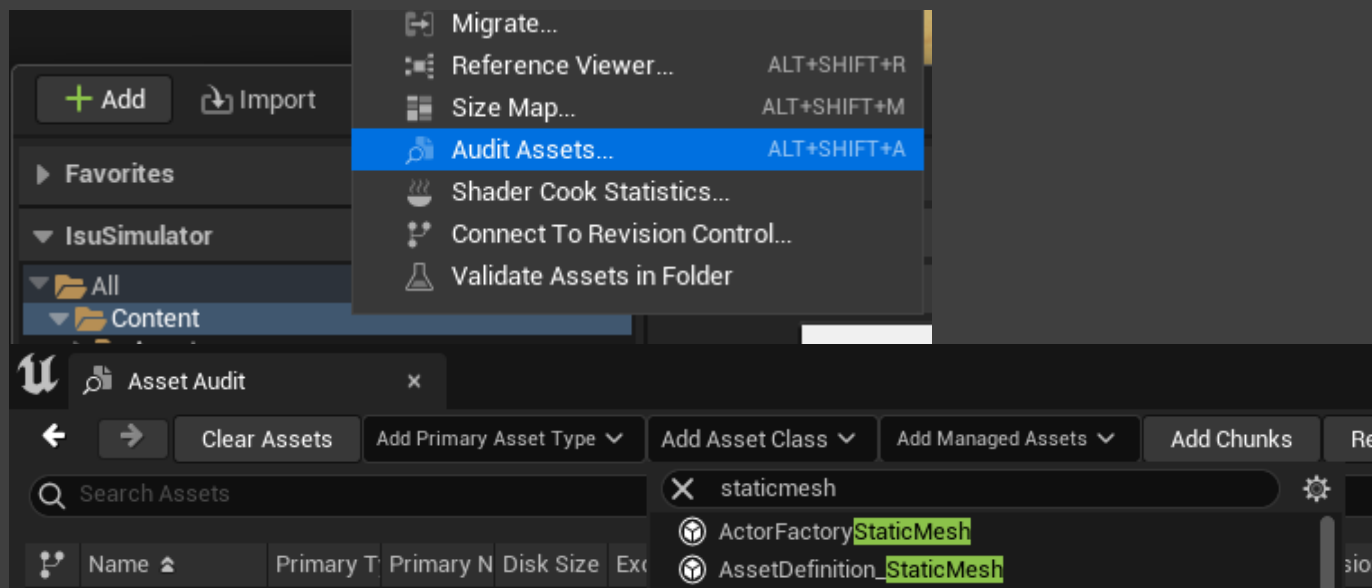 Migrate...
Reference Viewer... ALT+SHIFT+R
Size Map... ALT+SHIFT+M
Audit Assets... ALT+SHIFT+A
Shader Cook Statistics...
Connect To Revision Control...
Validate Assets in Folder
Add Import
Favorites
IsuSimulator
All
Content
Asset Audit
Clear Assets Add Primary Asset Type Add Asset Class Add Managed Assets Add Chunks Re
Search Assets staticmesh
ActorFactoryStaticMesh
AssetDefinition_StaticMesh
Name Primary T Primary N Disk Size Exc